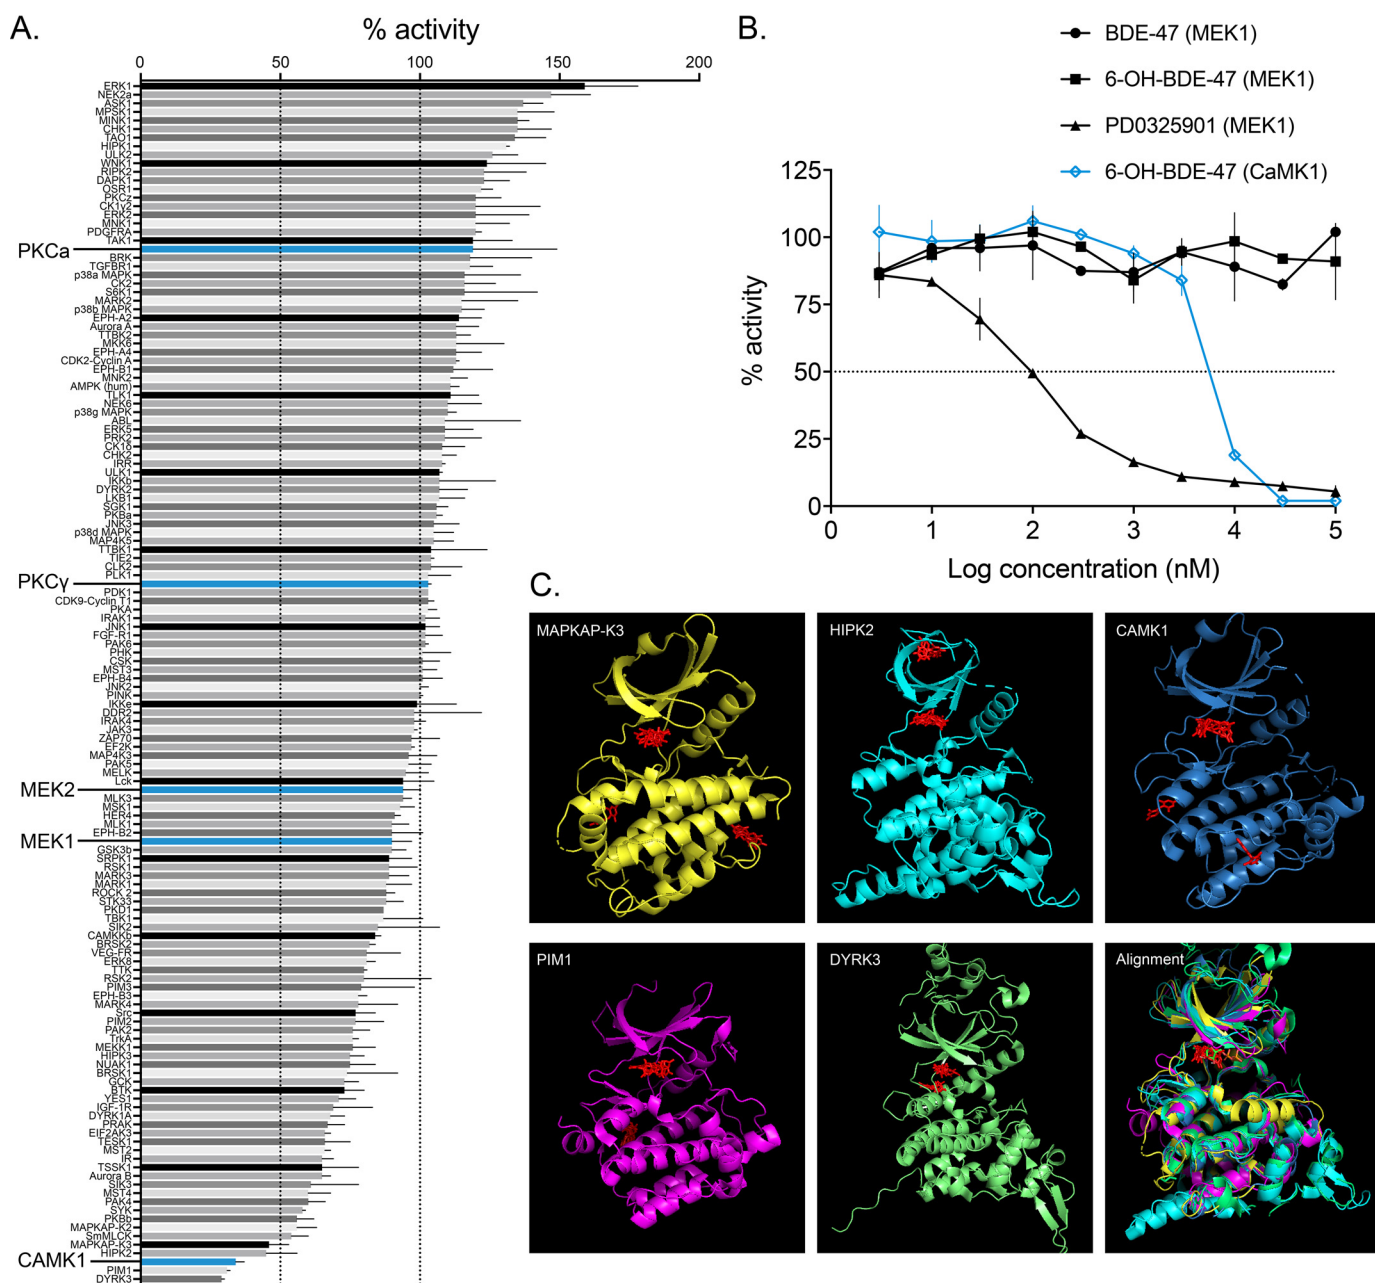 A.
% activity
0 50 100 150 200
ERK1
NEK2a
ASK1
MPSK1
MINK1
CHK1
TAO1
HIPK1
ULK2
WNK1
RIPK2
DAPK1
OSR1
PKCz
CK1γ2
ERK2
MNK1
PDGFRA
TAK1
PKCa
BRK
TGFBR1
p38a MAPK
CK2
S6K1
MARK2
p38b MAPK
EPH-A2
Aurora A
TTBK2
MKK6
EPH-A4
CDK2-Cyclin A
EPH-B1
MNK2
AMPK (hum)
TLK1
NEK6
p38g MAPK
ABL
ERK5
PRK2
CK1δ
CHK2
IRR
ULK1
IKKb
DYRK2
LKB1
SGK1
PKBa
JNK3
p38d MAPK
MAP4K5
TTBK1
TIE2
CLK2
PLK1
PKCγ
PDK1
CDK9-Cyclin T1
PKA
IRAK1
JNK1
FGF-R1
PAK6
PHK
CSK
MST3
EPH-B4
JNK2
PINK
IKKe
DDR2
IRAK4
JAK3
ZAP70
EF2K
MAP4K3
PAK5
MELK
Lck
MEK2
MLK3
MSK1
HER4
MLK1
EPH-B2
MEK1
GSK3b
SRPK1
RSK1
MARK3
MARK1
ROCK 2
STK33
PKD1
TBK1
SIK2
CAMKKb
BRSK2
VEG-FR
ERK8
TTK
RSK2
PIM3
EPH-B3
MARK4
Src
PIM2
PAK2
TrkA
MEKK1
HIPK3
NUAK1
BRSK1
GCK
BTK
YES1
IGF-1R
DYRK1A
PRAK
EIF2AK3
TESK1
MST2
IR
TSSK1
Aurora B
SIK3
MST4
PAK4
SYK
PKBb
MAPKAP-K2
SmMLCK
MAPKAP-K3
HIPK2
CAMK1
PIM1
DYRK3
B.
BDE-47 (MEK1)
6-OH-BDE-47 (MEK1)
PD0325901 (MEK1)
6-OH-BDE-47 (CaMK1)
% activity
125
100
75
50
25
0
0 1 2 3 4 5
Log concentration (nM)
C.
MAPKAP-K3
HIPK2
CAMK1
PIM1
DYRK3
Alignment